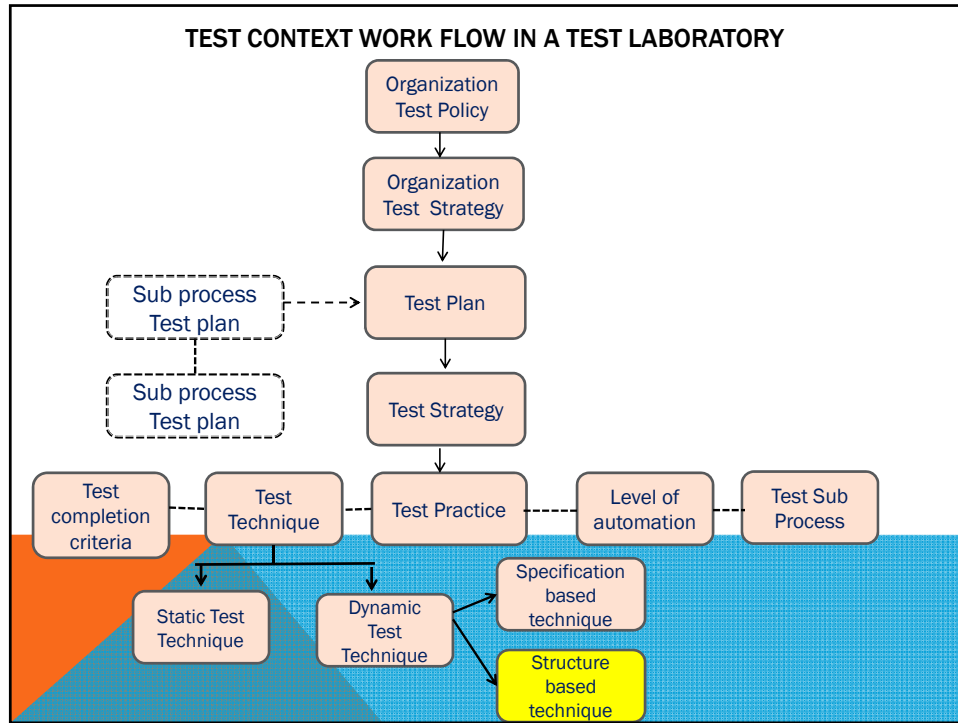 TEST CONTEXT WORK FLOW IN A TEST LABORATORY
Organization
Test Policy
Organization
Test Strategy
Sub process
Test plan
Test Plan
Sub process
Test plan
Test Strategy
Test
completion
criteria
Test
Technique
Test Practice
Level of
automation
Test Sub
Process
Static Test
Technique
Dynamic
Test
Technique
Specification
based
technique
Structure
based
technique